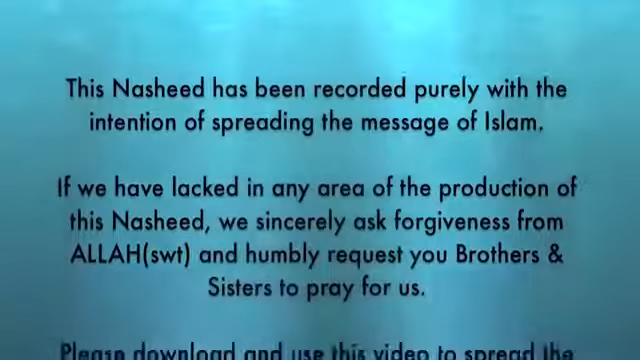 This Nasheed has been recorded purely with the
intention of spreading the message of Islam.
If we have lacked in any area of the production of
this Nasheed, we sincerely ask forgiveness from
ALLAH(swt) and humbly request you Brothers &
Sisters to pray for us.
Please download and use this video to spread the